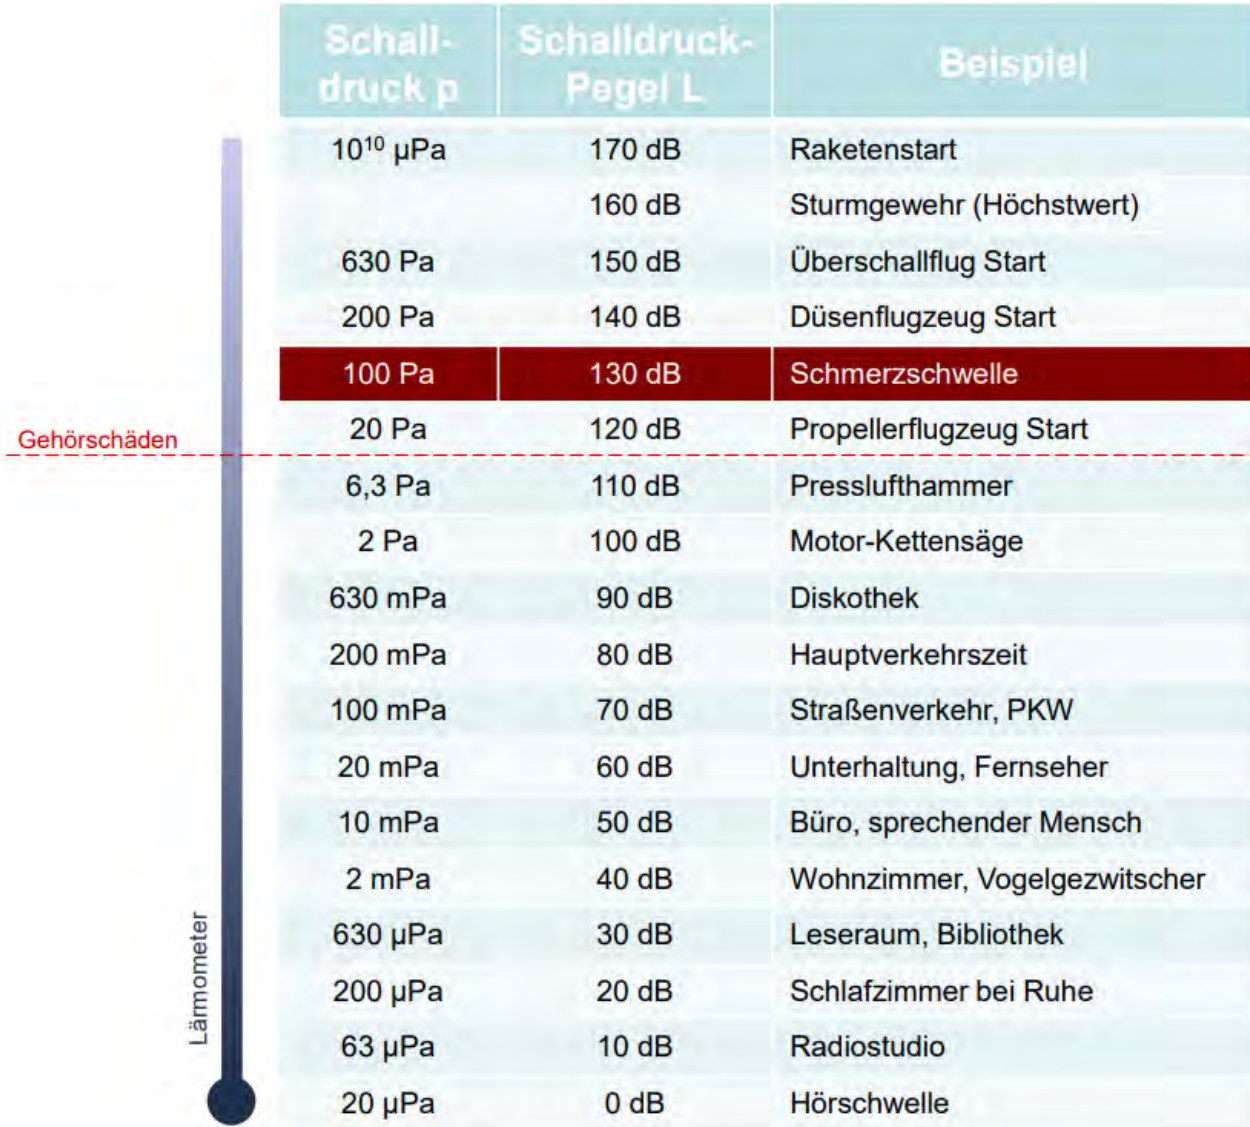 Schall-
druck p
Schalldruck-
Pegel L
Beispiel
10¹⁰ µPa 170 dB Raketenstart
160 dB Sturmgewehr (Höchstwert)
630 Pa 150 dB Überschallflug Start
200 Pa 140 dB Düsenflugzeug Start
100 Pa 130 dB Schmerzschwelle
20 Pa 120 dB Propellerflugzeug Start
Gehörschäden
6,3 Pa 110 dB Presslufthammer
2 Pa 100 dB Motor-Kettensäge
630 mPa 90 dB Diskothek
200 mPa 80 dB Hauptverkehrszeit
100 mPa 70 dB Straßenverkehr, PKW
20 mPa 60 dB Unterhaltung, Fernseher
10 mPa 50 dB Büro, sprechender Mensch
2 mPa 40 dB Wohnzimmer, Vogelgezwitscher
630 µPa 30 dB Leseraum, Bibliothek
200 µPa 20 dB Schlafzimmer bei Ruhe
63 µPa 10 dB Radiostudio
20 µPa 0 dB Hörschwelle
Lärmometer